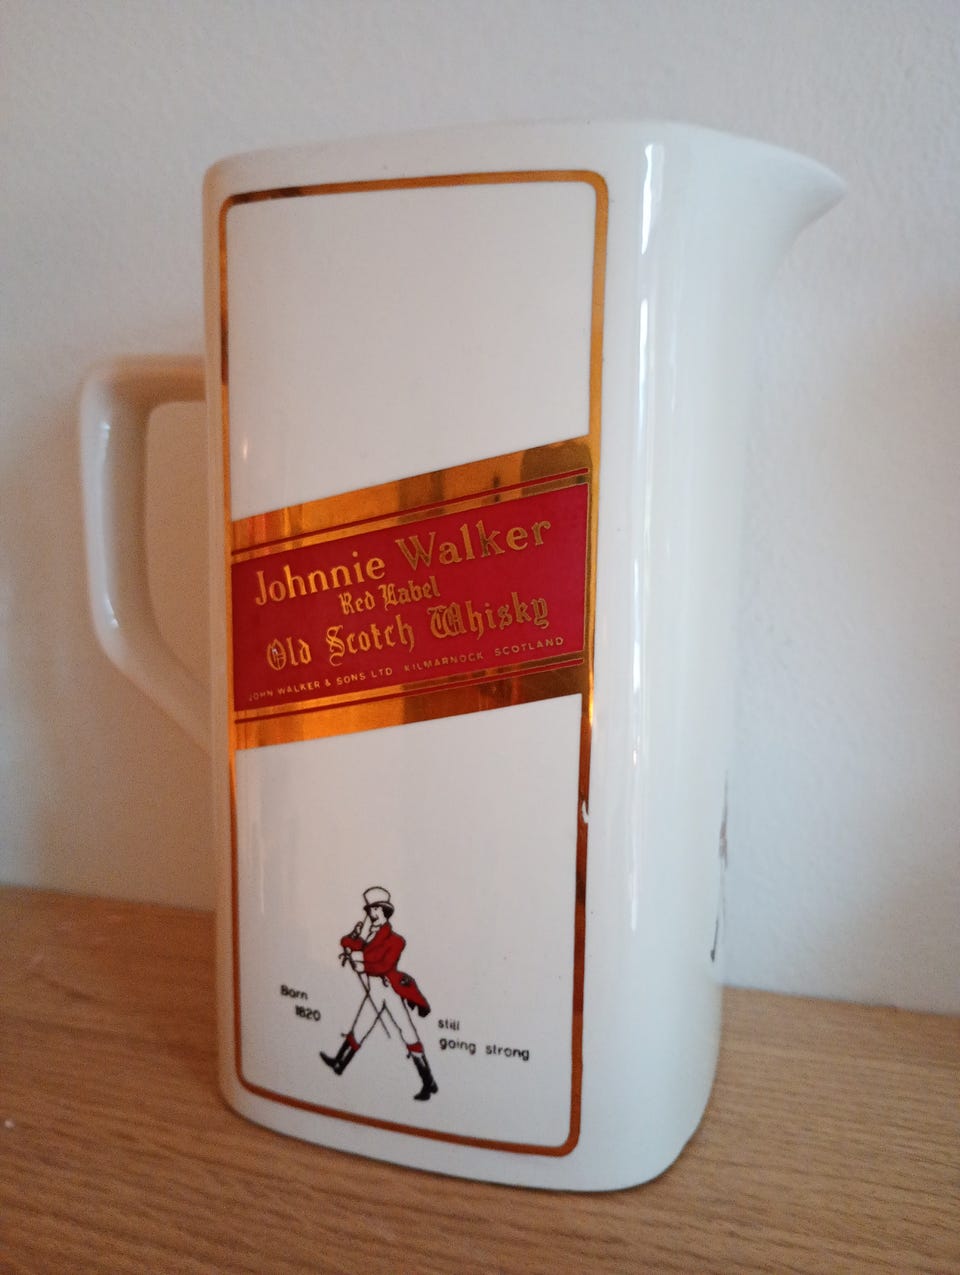 Johnnie Walker
Red Label
Old Scotch Whisky
JOHN WALKER & SONS LTD KILMARNOCK SCOTLAND
Born
1820
still
going strong